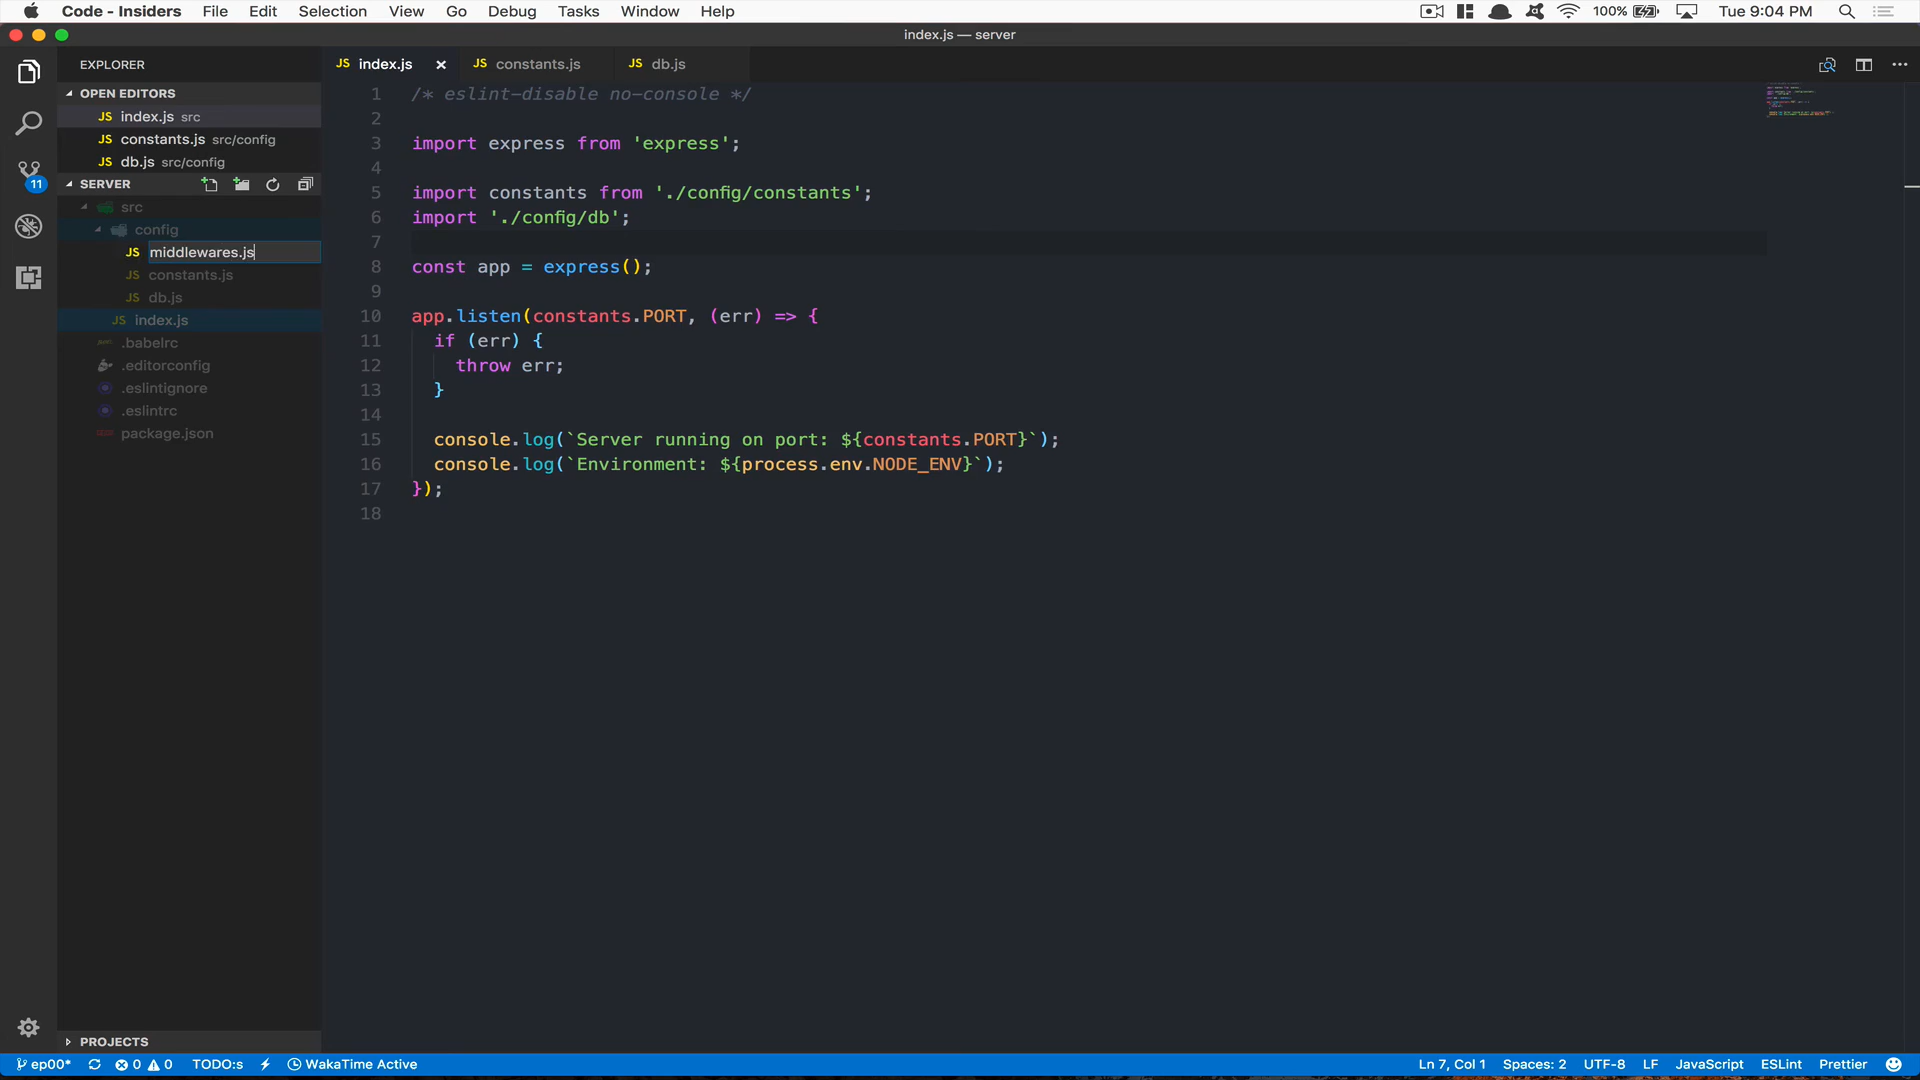 Code - Insiders File Edit Selection View Go Debug Tasks Window Help 100% Tue 9:04 PM
index.js — server
EXPLORER
OPEN EDITORS
JS index.js src
JS constants.js src/config
JS db.js src/config
11
SERVER
src
config
JS middlewares.js
JS constants.js
JS db.js
JS index.js
.babelrc
.editorconfig
.eslintignore
.eslintrc
package.json
PROJECTS
JS index.js JS constants.js JS db.js
1 /* eslint-disable no-console */
2
3 import express from 'express';
4
5 import constants from './config/constants';
6 import './config/db';
7
8 const app = express();
9
10 app.listen(constants.PORT, (err) => {
11 if (err) {
12 throw err;
13 }
14
15 console.log(`Server running on port: ${constants.PORT}`);
16 console.log(`Environment: ${process.env.NODE_ENV}`);
17 });
18
ep00* 0 0 TODO:s WakaTime Active Ln 7, Col 1 Spaces: 2 UTF-8 LF JavaScript ESLint Prettier